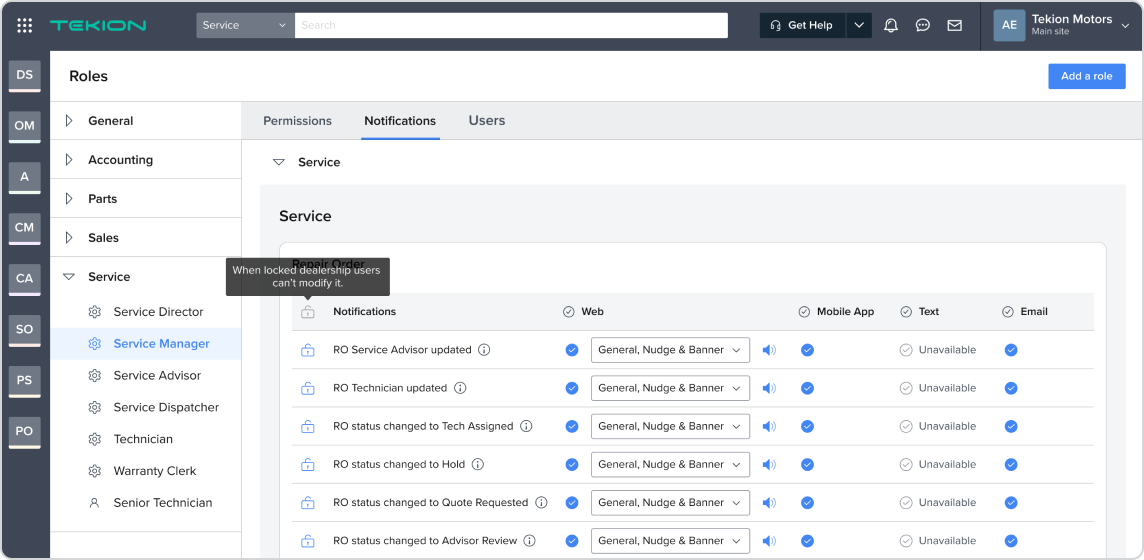 TEKION
Service
Search
Get Help
AE
Tekion Motors
Main site
DS
OM
A
CM
CA
SO
PS
PO
Roles
Add a role
General
Accounting
Parts
Sales
Service
Service Director
Service Manager
Service Advisor
Service Dispatcher
Technician
Warranty Clerk
Senior Technician
Permissions
Notifications
Users
Service
Service
Repair Order
When locked dealership users
can't modify it.
Notifications
Web
Mobile App
Text
Email
RO Service Advisor updated
General, Nudge & Banner
Unavailable
RO Technician updated
General, Nudge & Banner
Unavailable
RO status changed to Tech Assigned
General, Nudge & Banner
Unavailable
RO status changed to Hold
General, Nudge & Banner
Unavailable
RO status changed to Quote Requested
General, Nudge & Banner
Unavailable
RO status changed to Advisor Review
General, Nudge & Banner
Unavailable